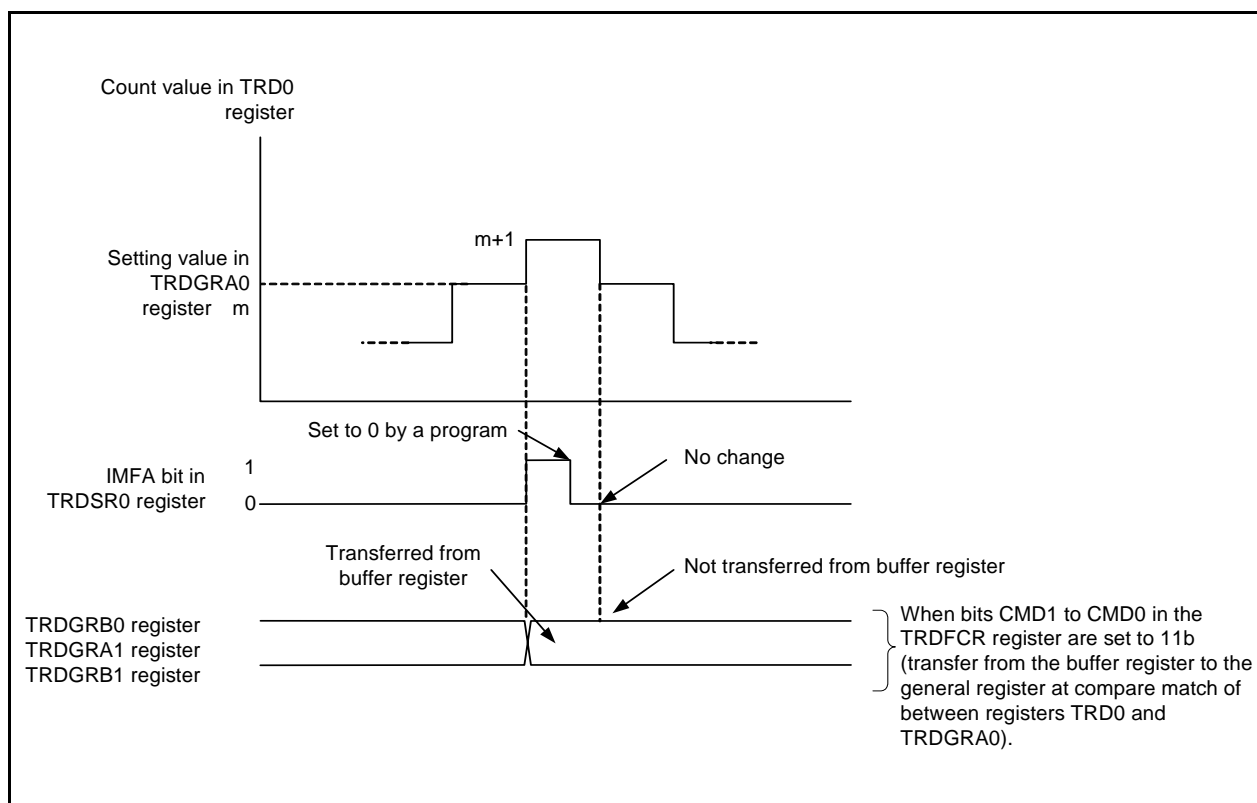 Count value in TRD0
register
m+1
Setting value in
TRDGRA0
register m
Set to 0 by a program
No change
IMFA bit in
TRDSR0 register
1
0
Transferred from
buffer register
Not transferred from buffer register
TRDGRB0 register
TRDGRA1 register
TRDGRB1 register
When bits CMD1 to CMD0 in the
TRDFCR register are set to 11b
(transfer from the buffer register to the
general register at compare match of
between registers TRD0 and
TRDGRA0).